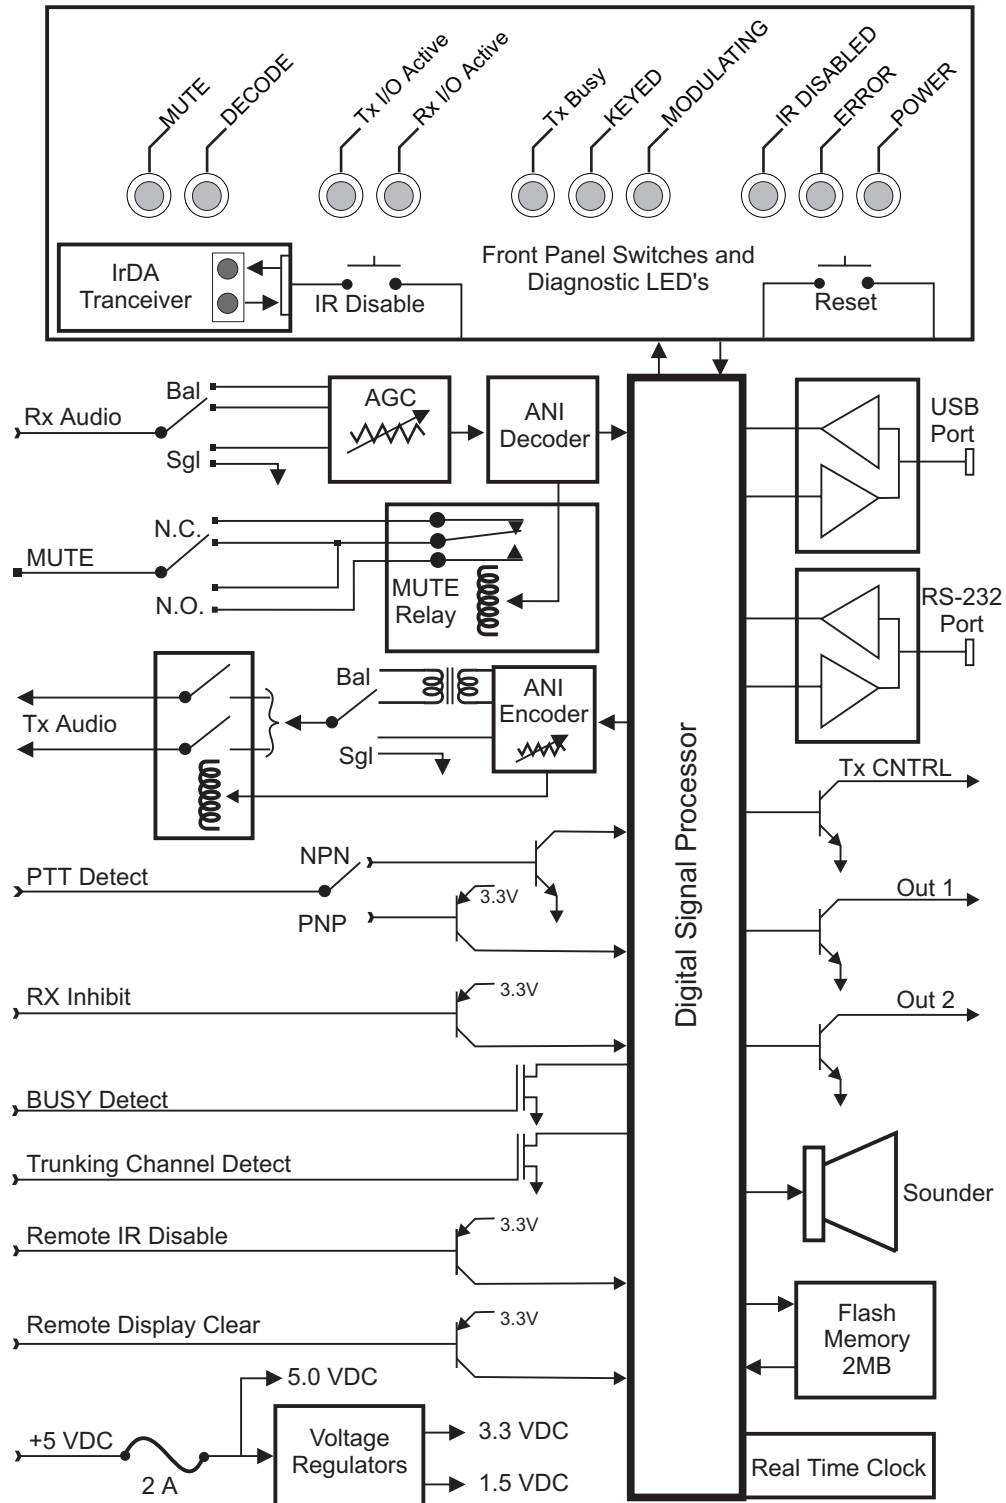 MUTE
DECODE
Tx I/O Active
Rx I/O Active
Tx Busy
KEYED
MODULATING
IR DISABLED
ERROR
POWER
IrDA
Tranceiver
IR Disable
Front Panel Switches and
Diagnostic LED's
Reset
Rx Audio
Bal
Sgl
AGC
ANI
Decoder
USB
Port
MUTE
N.C.
N.O.
MUTE
Relay
RS-232
Port
Tx Audio
Bal
Sgl
ANI
Encoder
Digital Signal Processor
Tx CNTRL
PTT Detect
NPN
PNP
3.3V
Out 1
RX Inhibit
3.3V
Out 2
BUSY Detect
Trunking Channel Detect
Sounder
Remote IR Disable
3.3V
Remote Display Clear
3.3V
Flash
Memory
2MB
+5 VDC
2 A
5.0 VDC
Voltage
Regulators
3.3 VDC
1.5 VDC
Real Time Clock